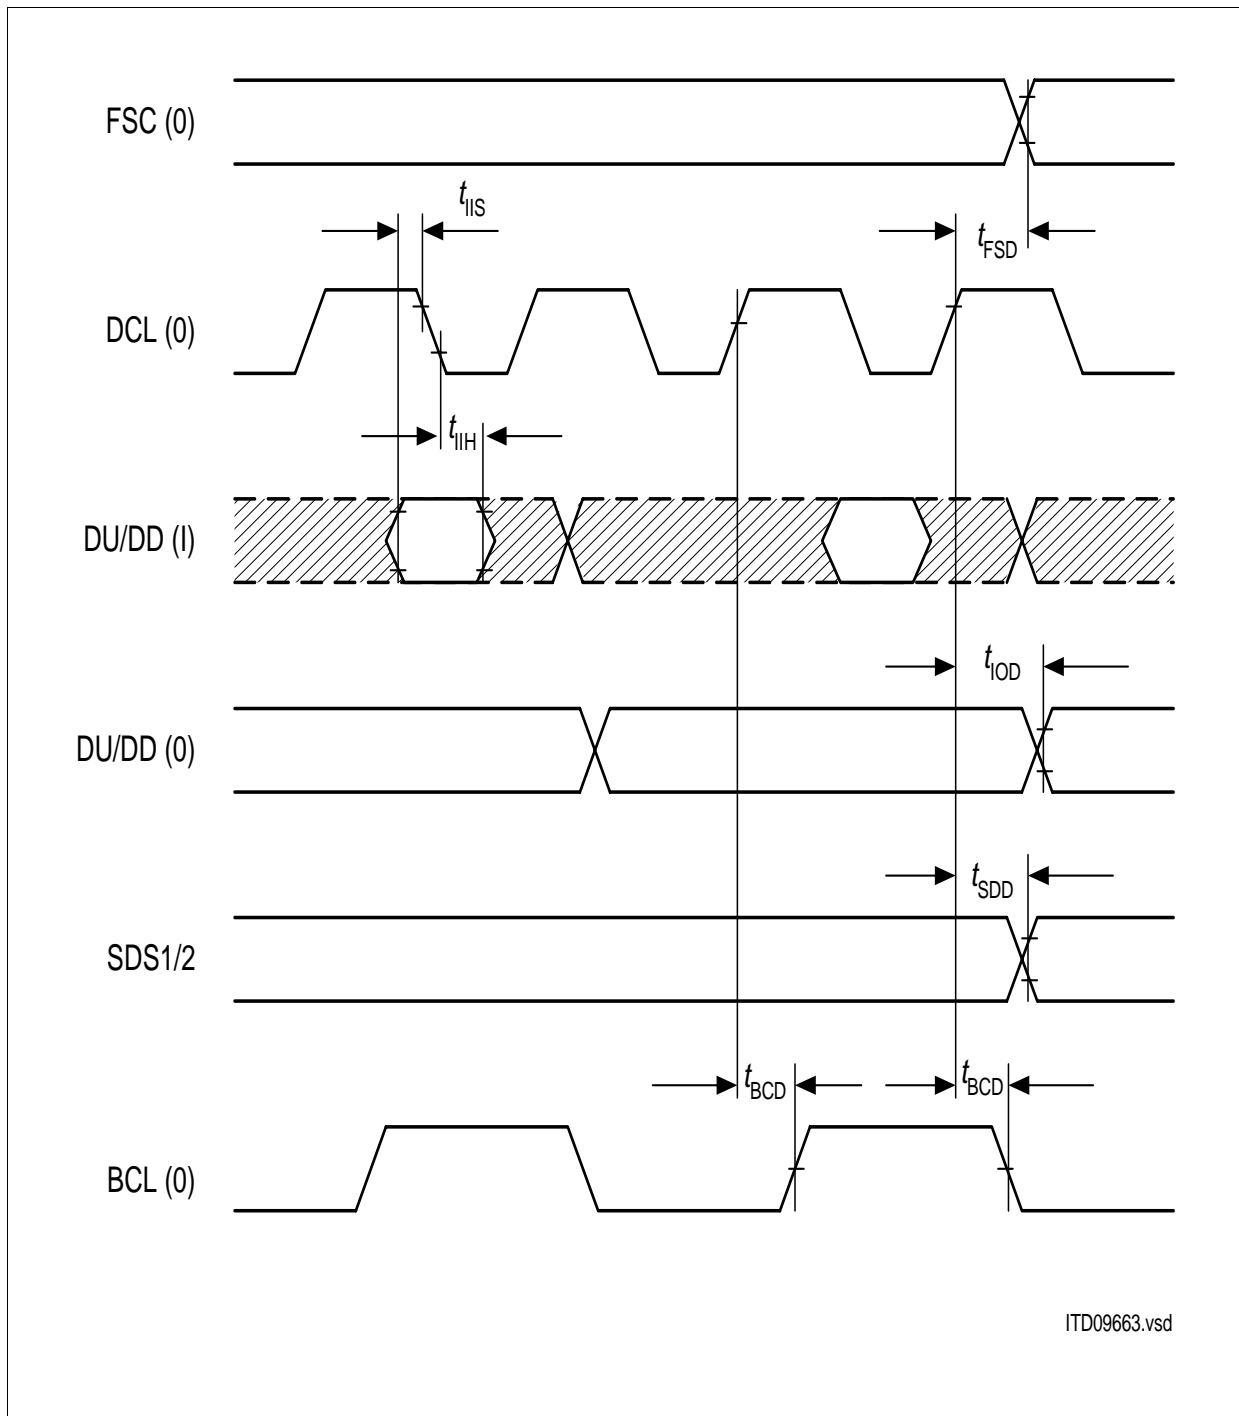 FSC (0)
t_IIS
t_FSD
DCL (0)
t_IIH
DU/DD (I)
t_IOD
DU/DD (0)
t_SDD
SDS1/2
t_BCD
t_BCD
BCL (0)
ITD09663.vsd